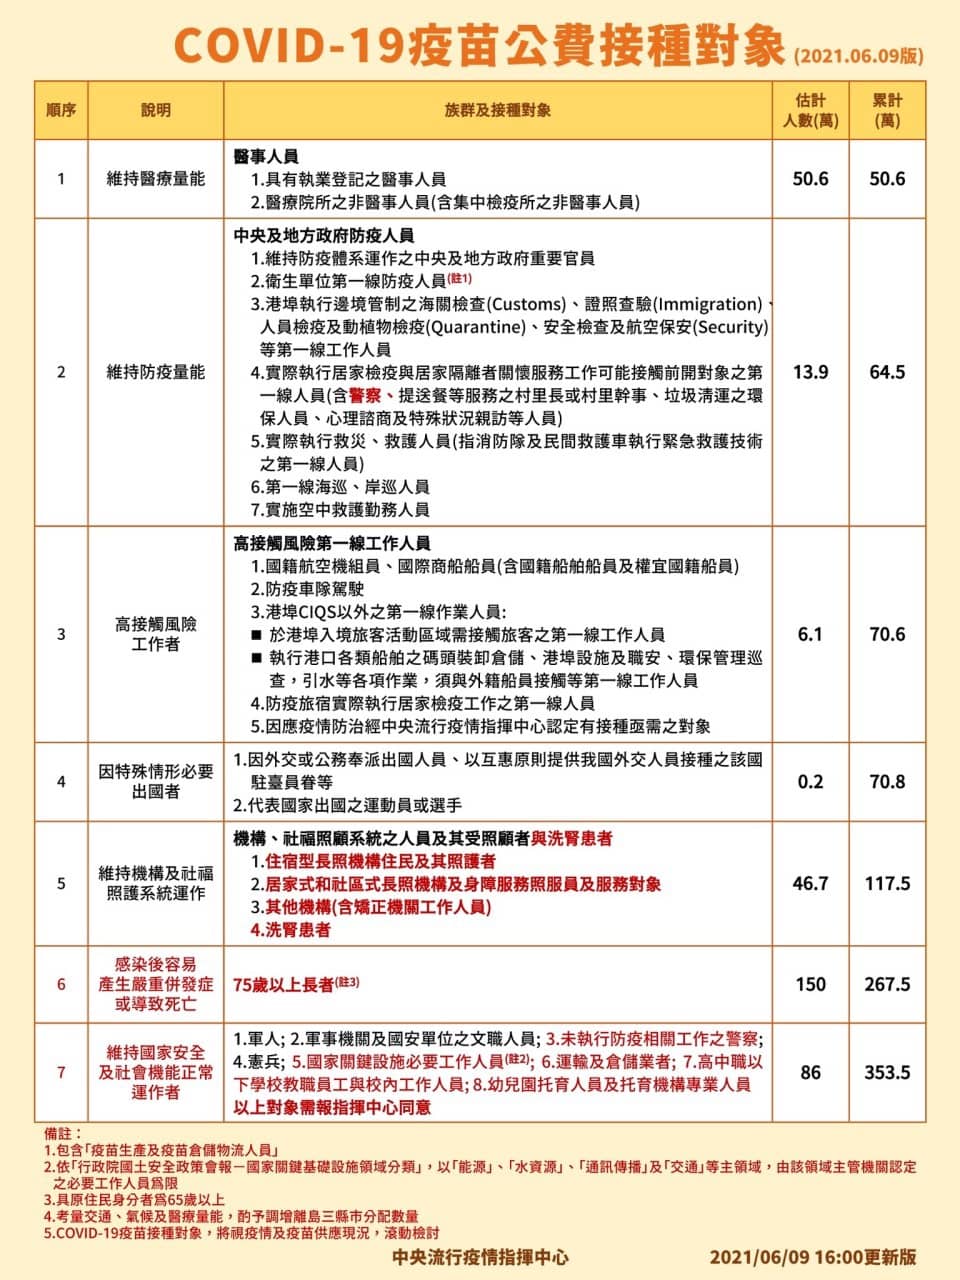 COVID-19疫苗公費接種對象 (2021.06.09版)
順序 說明 族群及接種對象 估計人數(萬) 累計(萬)
1 維持醫療量能
醫事人員
1.具有執業登記之醫事人員
2.醫療院所之非醫事人員(含集中檢疫所之非醫事人員)
50.6 50.6
2 維持防疫量能
中央及地方政府防疫人員
1.維持防疫體系運作之中央及地方政府重要官員
2.衛生單位第一線防疫人員(註1)
3.港埠執行邊境管制之海關檢查(Customs)、證照查驗(Immigration)、
人員檢疫及動植物檢疫(Quarantine)、安全檢查及航空保安(Security)
等第一線工作人員
4.實際執行居家檢疫與居家隔離者關懷服務工作可能接觸前開對象之第
一線人員(含警察、提送餐等服務之村里長或村里幹事、垃圾清運之環
保人員、心理諮商及特殊狀況親訪等人員)
5.實際執行救災、救護人員(指消防隊及民間救護車執行緊急救護技術
之第一線人員)
6.第一線海巡、岸巡人員
7.實施空中救護勤務人員
13.9 64.5
3 高接觸風險
工作者
高接觸風險第一線工作人員
1.國籍航空機組員、國際商船船員(含國籍船舶船員及權宜國籍船員)
2.防疫車隊駕駛
3.港埠CIQS以外之第一線作業人員:
■ 於港埠入境旅客活動區域需接觸旅客之第一線工作人員
■ 執行港口各類船舶之碼頭裝卸倉儲、港埠設施及職安、環保管理巡
查，引水等各項作業，須與外籍船員接觸等第一線工作人員
4.防疫旅宿實際執行居家檢疫工作之第一線人員
5.因應疫情防治經中央流行疫情指揮中心認定有接種亟需之對象
6.1 70.6
4 因特殊情形必要
出國者
1.因外交或公務奉派出國人員、以互惠原則提供我國外交人員接種之該國
駐臺員眷等
2.代表國家出國之運動員或選手
0.2 70.8
5 維持機構及社福
照護系統運作
機構、社福照顧系統之人員及其受照顧者與洗腎患者
1.住宿型長照機構住民及其照護者
2.居家式和社區式長照機構及身障服務照服員及服務對象
3.其他機構(含矯正機關工作人員)
4.洗腎患者
46.7 117.5
6 感染後容易
產生嚴重併發症
或導致死亡
75歲以上長者(註3)
150 267.5
7 維持國家安全
及社會機能正常
運作者
1.軍人; 2.軍事機關及國安單位之文職人員; 3.未執行防疫相關工作之警察;
4.憲兵; 5.國家關鍵設施必要工作人員(註2); 6.運輸及倉儲業者; 7.高中職以
下學校教職員工與校內工作人員; 8.幼兒園托育人員及托育機構專業人員
以上對象需報指揮中心同意
86 353.5
備註：
1.包含「疫苗生產及疫苗倉儲物流人員」
2.依「行政院國土安全政策會報－國家關鍵基礎設施領域分類」，以「能源」、「水資源」、「通訊傳播」及「交通」等主領域，由該領域主管機關認定
之必要工作人員為限
3.具原住民身分者為65歲以上
4.考量交通、氣候及醫療量能，酌予調增離島三縣市分配數量
5.COVID-19疫苗接種對象，將視疫情及疫苗供應現況，滾動檢討
中央流行疫情指揮中心 2021/06/09 16:00更新版